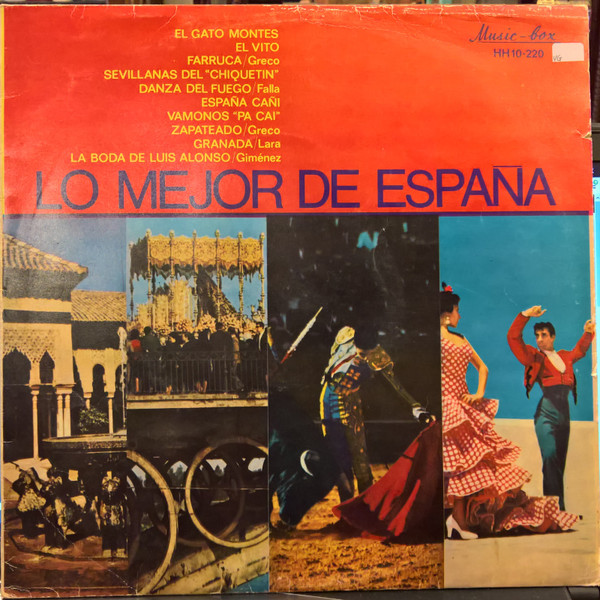 EL GATO MONTES
EL VITO
FARRUCA/Greco
SEVILLANAS DEL "CHIQUETIN"
DANZA DEL FUEGO/Falla
ESPAÑA CAÑI
VAMONOS "PA CAI"
ZAPATEADO/Greco
GRANADA/Lara
LA BODA DE LUIS ALONSO/Giménez
Music-box
HH10-220
LO MEJOR DE ESPAÑA